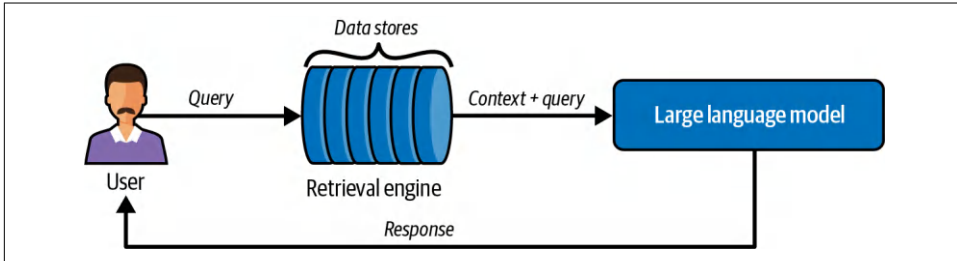 Data stores
Query
Context + query
Large language model
User
Retrieval engine
Response